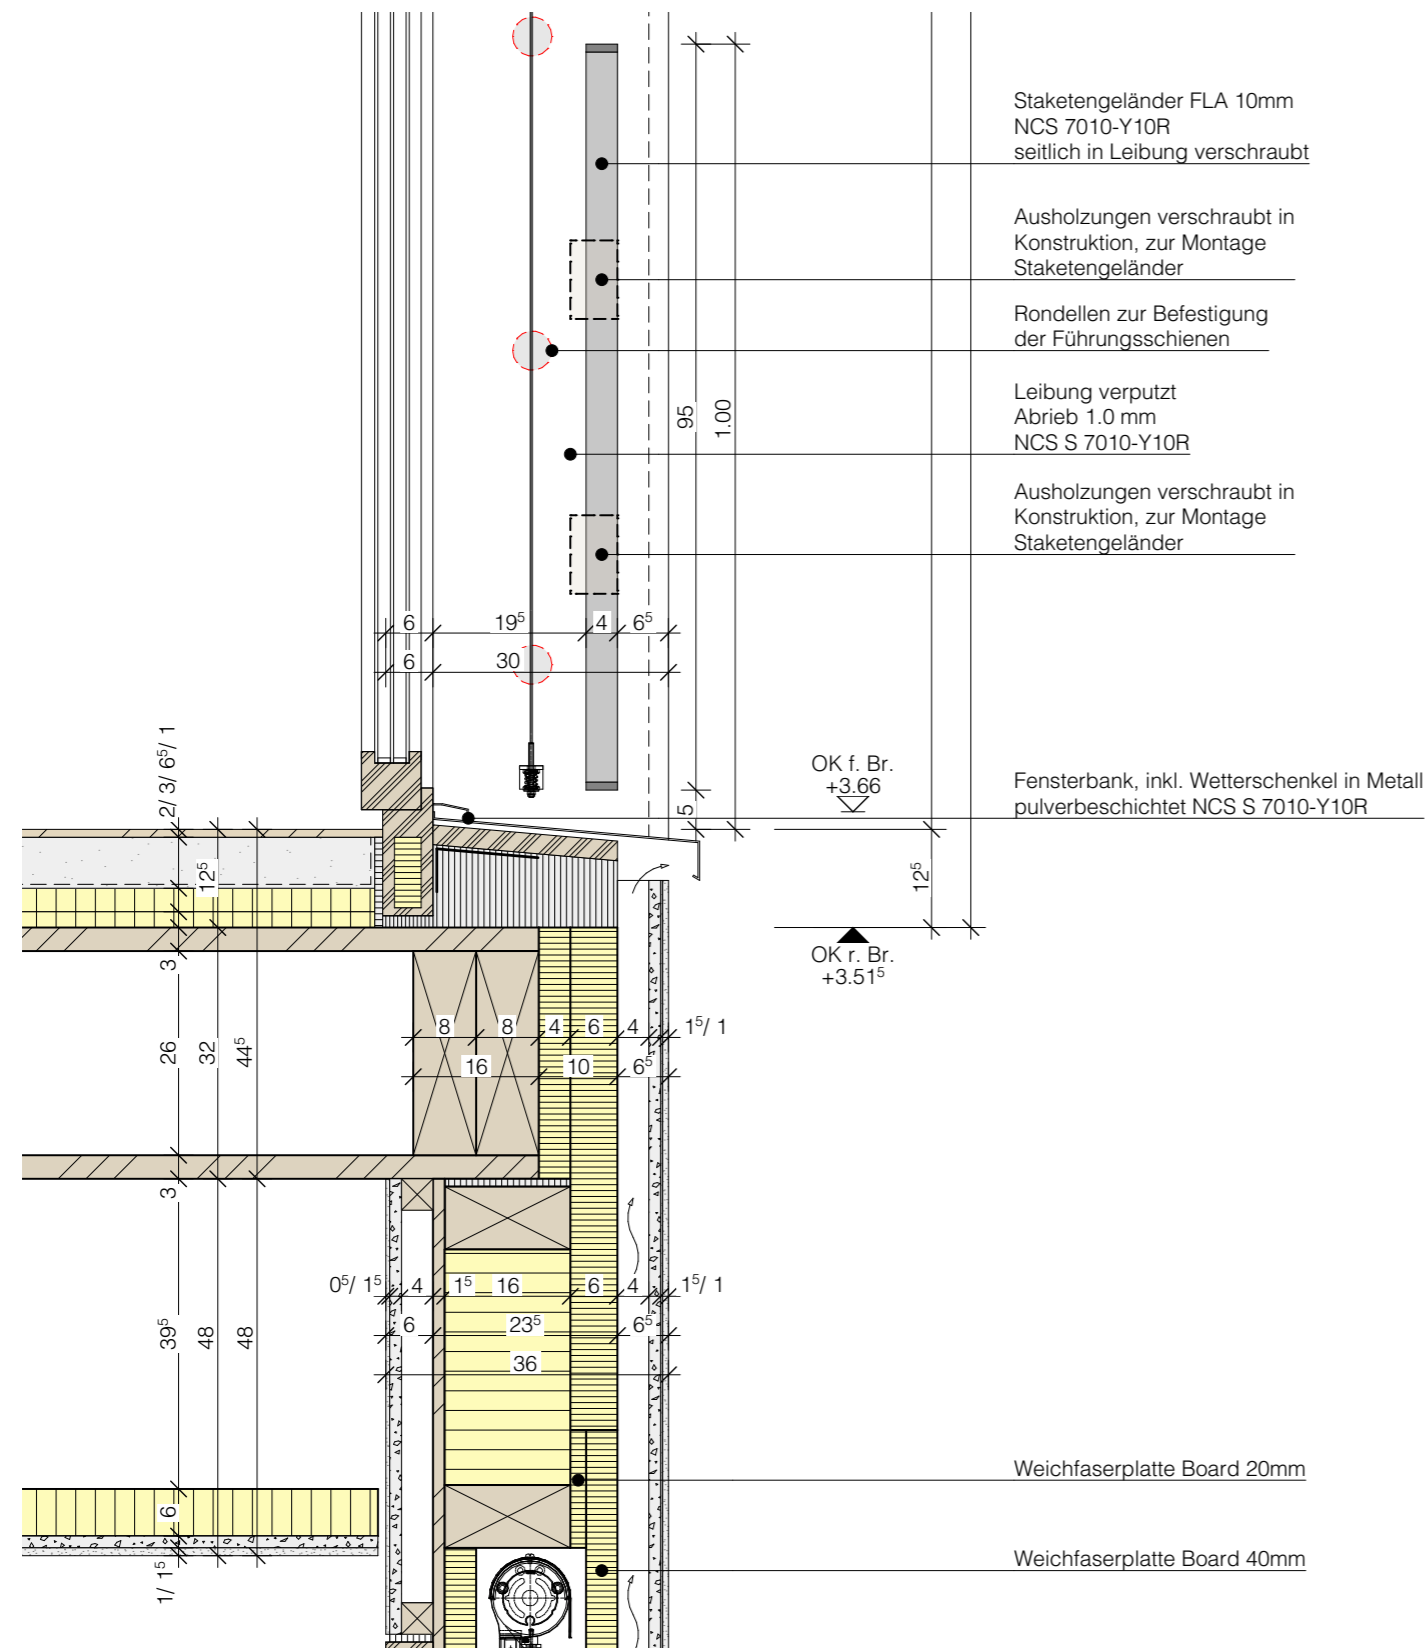 Staketengeländer FLA 10mm
NCS 7010-Y10R
seitlich in Leibung verschraubt
Ausholzungen verschraubt in
Konstruktion, zur Montage
Staketengeländer
Rondellen zur Befestigung
der Führungsschienen
Leibung verputzt
Abrieb 1.0 mm
NCS S 7010-Y10R
Ausholzungen verschraubt in
Konstruktion, zur Montage
Staketengeländer
95
1.00
6 19⁵ 4 6⁵
6 30
2/ 3/ 6⁵/ 1
OK f. Br.
+3.66
Fensterbank, inkl. Wetterschenkel in Metall
pulverbeschichtet NCS S 7010-Y10R
5
12⁵
12⁵
OK r. Br.
+3.51⁵
3
26
32
44⁵
3
8 8 4 6 4 1⁵/ 1
16 10 6⁵
0⁵/ 1⁵ 4 1⁵ 16 6 4 1⁵/ 1
6 23⁵ 6⁵
36
39⁵
48
48
Weichfaserplatte Board 20mm
6
1/ 1⁵
Weichfaserplatte Board 40mm